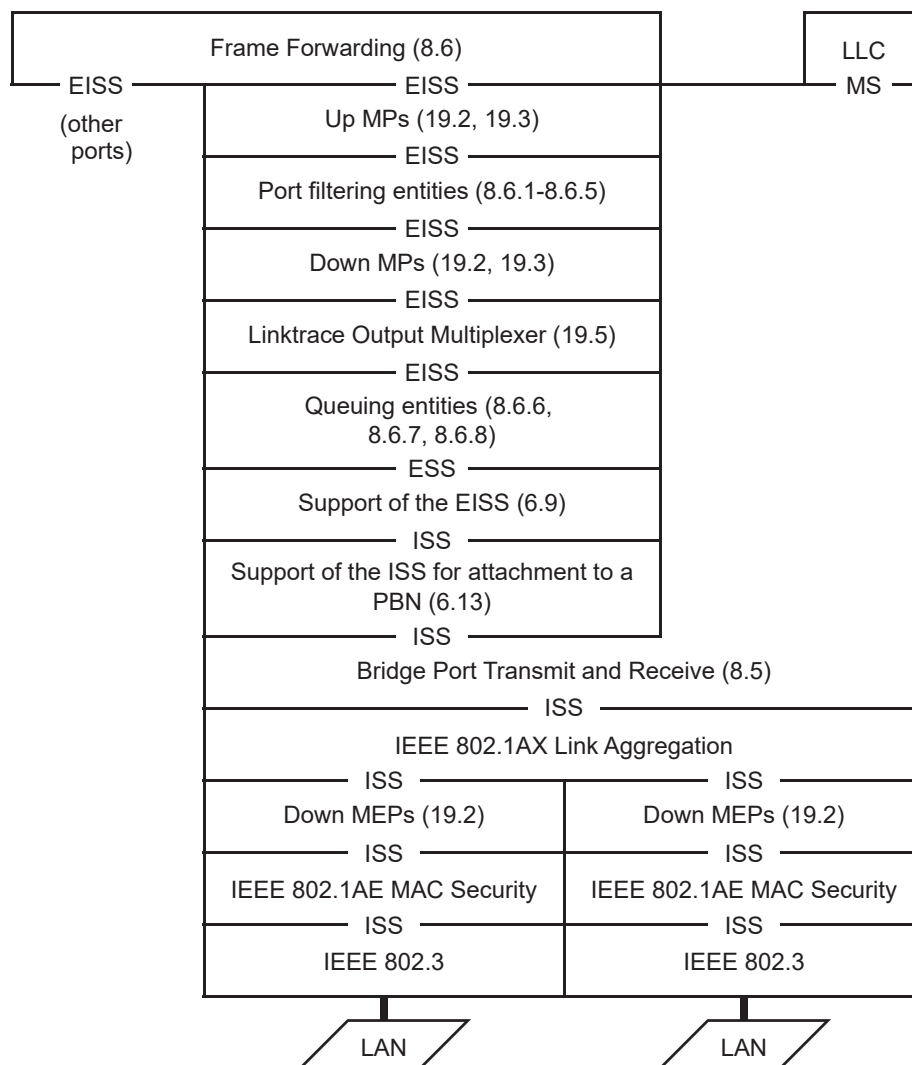 Frame Forwarding (8.6)
LLC
EISS
EISS
MS
(other
ports)
Up MPs (19.2, 19.3)
EISS
Port filtering entities (8.6.1-8.6.5)
EISS
Down MPs (19.2, 19.3)
EISS
Linktrace Output Multiplexer (19.5)
EISS
Queuing entities (8.6.6,
8.6.7, 8.6.8)
ESS
Support of the EISS (6.9)
ISS
Support of the ISS for attachment to a
PBN (6.13)
ISS
Bridge Port Transmit and Receive (8.5)
ISS
IEEE 802.1AX Link Aggregation
ISS
ISS
Down MEPs (19.2)
Down MEPs (19.2)
ISS
ISS
IEEE 802.1AE MAC Security
IEEE 802.1AE MAC Security
ISS
ISS
IEEE 802.3
IEEE 802.3
LAN
LAN